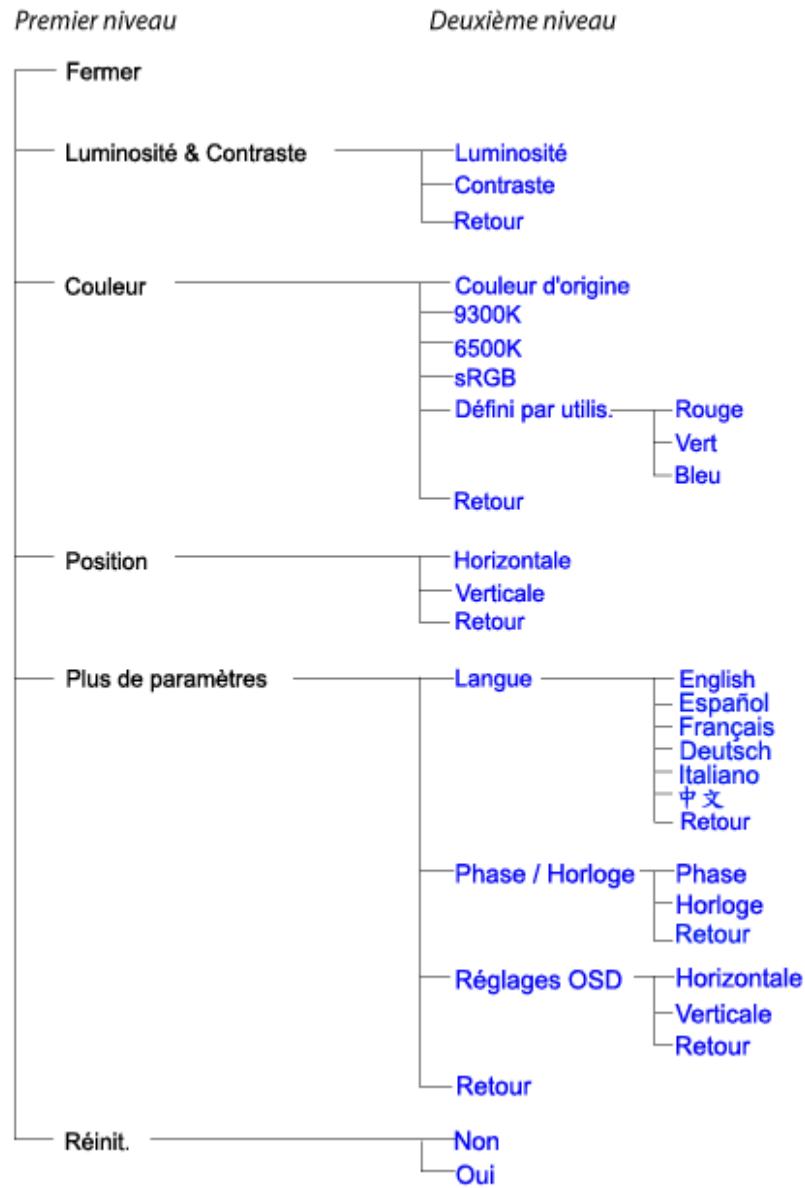 Premier niveau Deuxième niveau
Fermer
Luminosité & Contraste Luminosité
Contraste
Retour
Couleur Couleur d'origine
9300K
6500K
sRGB
Défini par utilis. Rouge
Vert
Bleu
Retour
Position Horizontale
Verticale
Retour
Plus de paramètres Langue English
Español
Français
Deutsch
Italiano
中文
Retour
Phase / Horloge Phase
Horloge
Retour
Réglages OSD Horizontale
Verticale
Retour
Retour
Réinit. Non
Oui